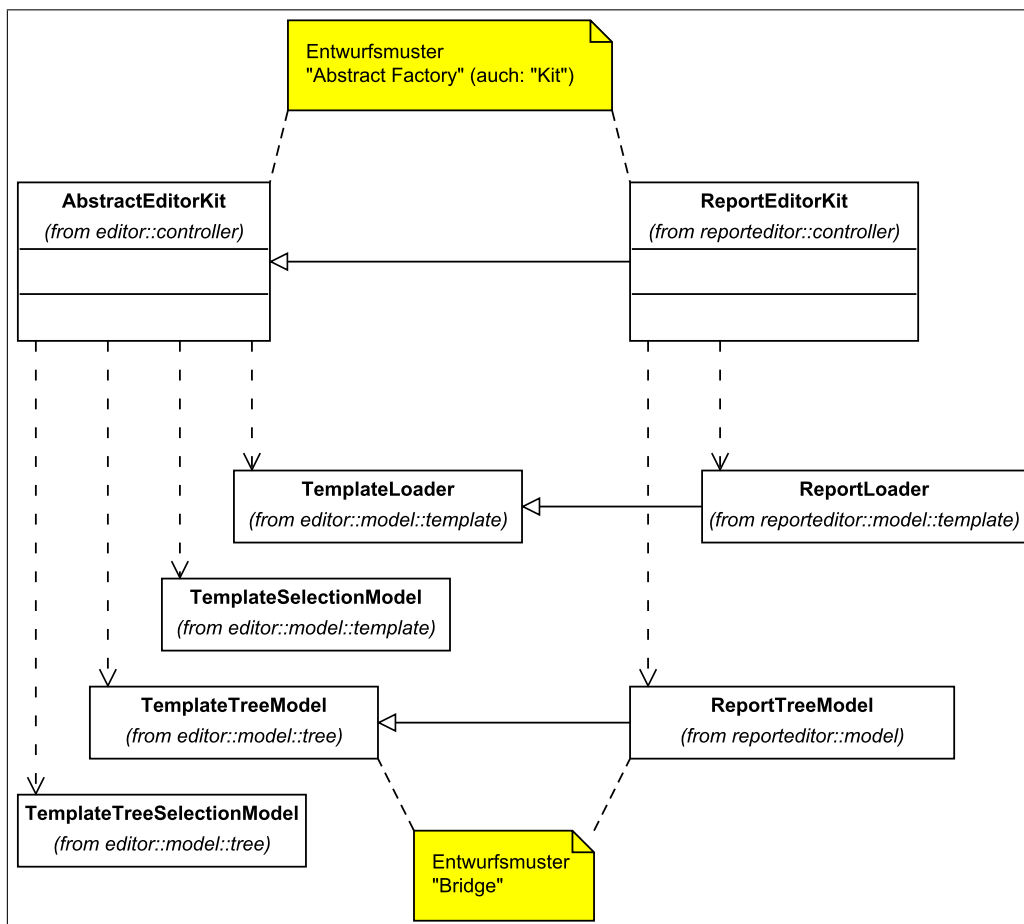 Entwurfsmuster
"Abstract Factory" (auch: "Kit")
AbstractEditorKit
(from editor::controller)
ReportEditorKit
(from reporteditor::controller)
TemplateLoader
(from editor::model::template)
ReportLoader
(from reporteditor::model::template)
TemplateSelectionModel
(from editor::model::template)
TemplateTreeModel
(from editor::model::tree)
ReportTreeModel
(from reporteditor::model)
TemplateTreeSelectionModel
(from editor::model::tree)
Entwurfsmuster
"Bridge"